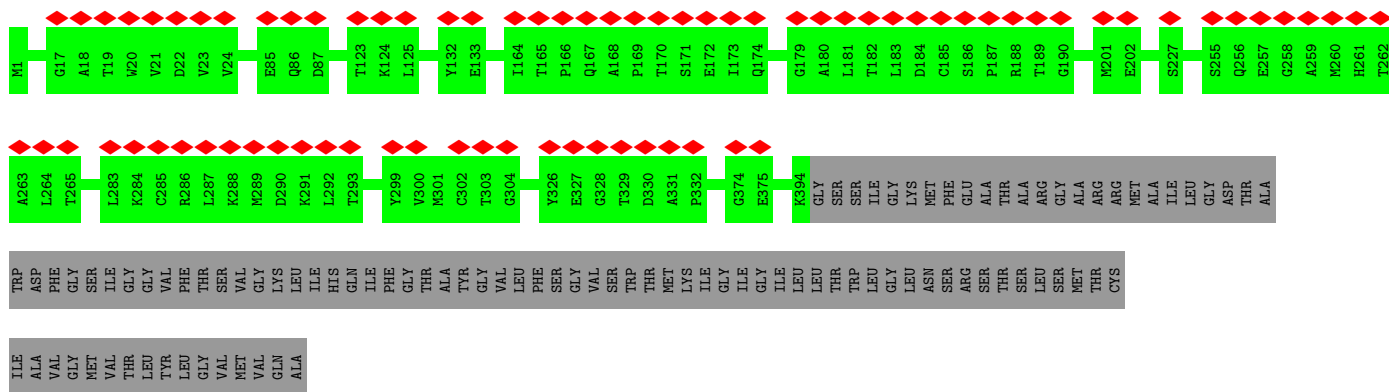 M1 G17 A18 T19 W20 V21 D22 V23 V24 E85 Q86 D87 T123 K124 L125 Y132 E133 I164 T165 P166 Q167 A168 P169 T170 S171 E172 I173 Q174 G179 A180 L181 T182 L183 D184 C185 S186 P187 R188 T189 G190 M201 E202 S227 S255 Q256 E257 G258 A259 M260 H261 T262
A263 L264 T265 L283 K284 C285 R286 L287 K288 M289 D290 K291 L292 T293 Y299 V300 M301 C302 T303 G304 Y326 E327 G328 T329 D330 A331 P332 G374 E375 K394 GLY SER SER ILE GLY LYS MET PHE GLU ALA THR ALA ARG GLY ALA ARG ARG MET ALA ILE LEU GLY ASP THR ALA
TRP ASP PHE GLY SER ILE GLY GLY VAL PHE THR SER VAL GLY LYS LEU ILE HIS GLN ILE PHE GLY THR ALA TYR GLY VAL LEU PHE SER GLY VAL SER TRP THR MET LYS ILE GLY ILE GLY ILE LEU LEU THR TRP LEU GLY LEU ASN SER ARG SER THR SER LEU SER MET THR CYS
ILE ALA VAL GLY MET VAL THR LEU TYR LEU GLY VAL MET VAL GLN ALA